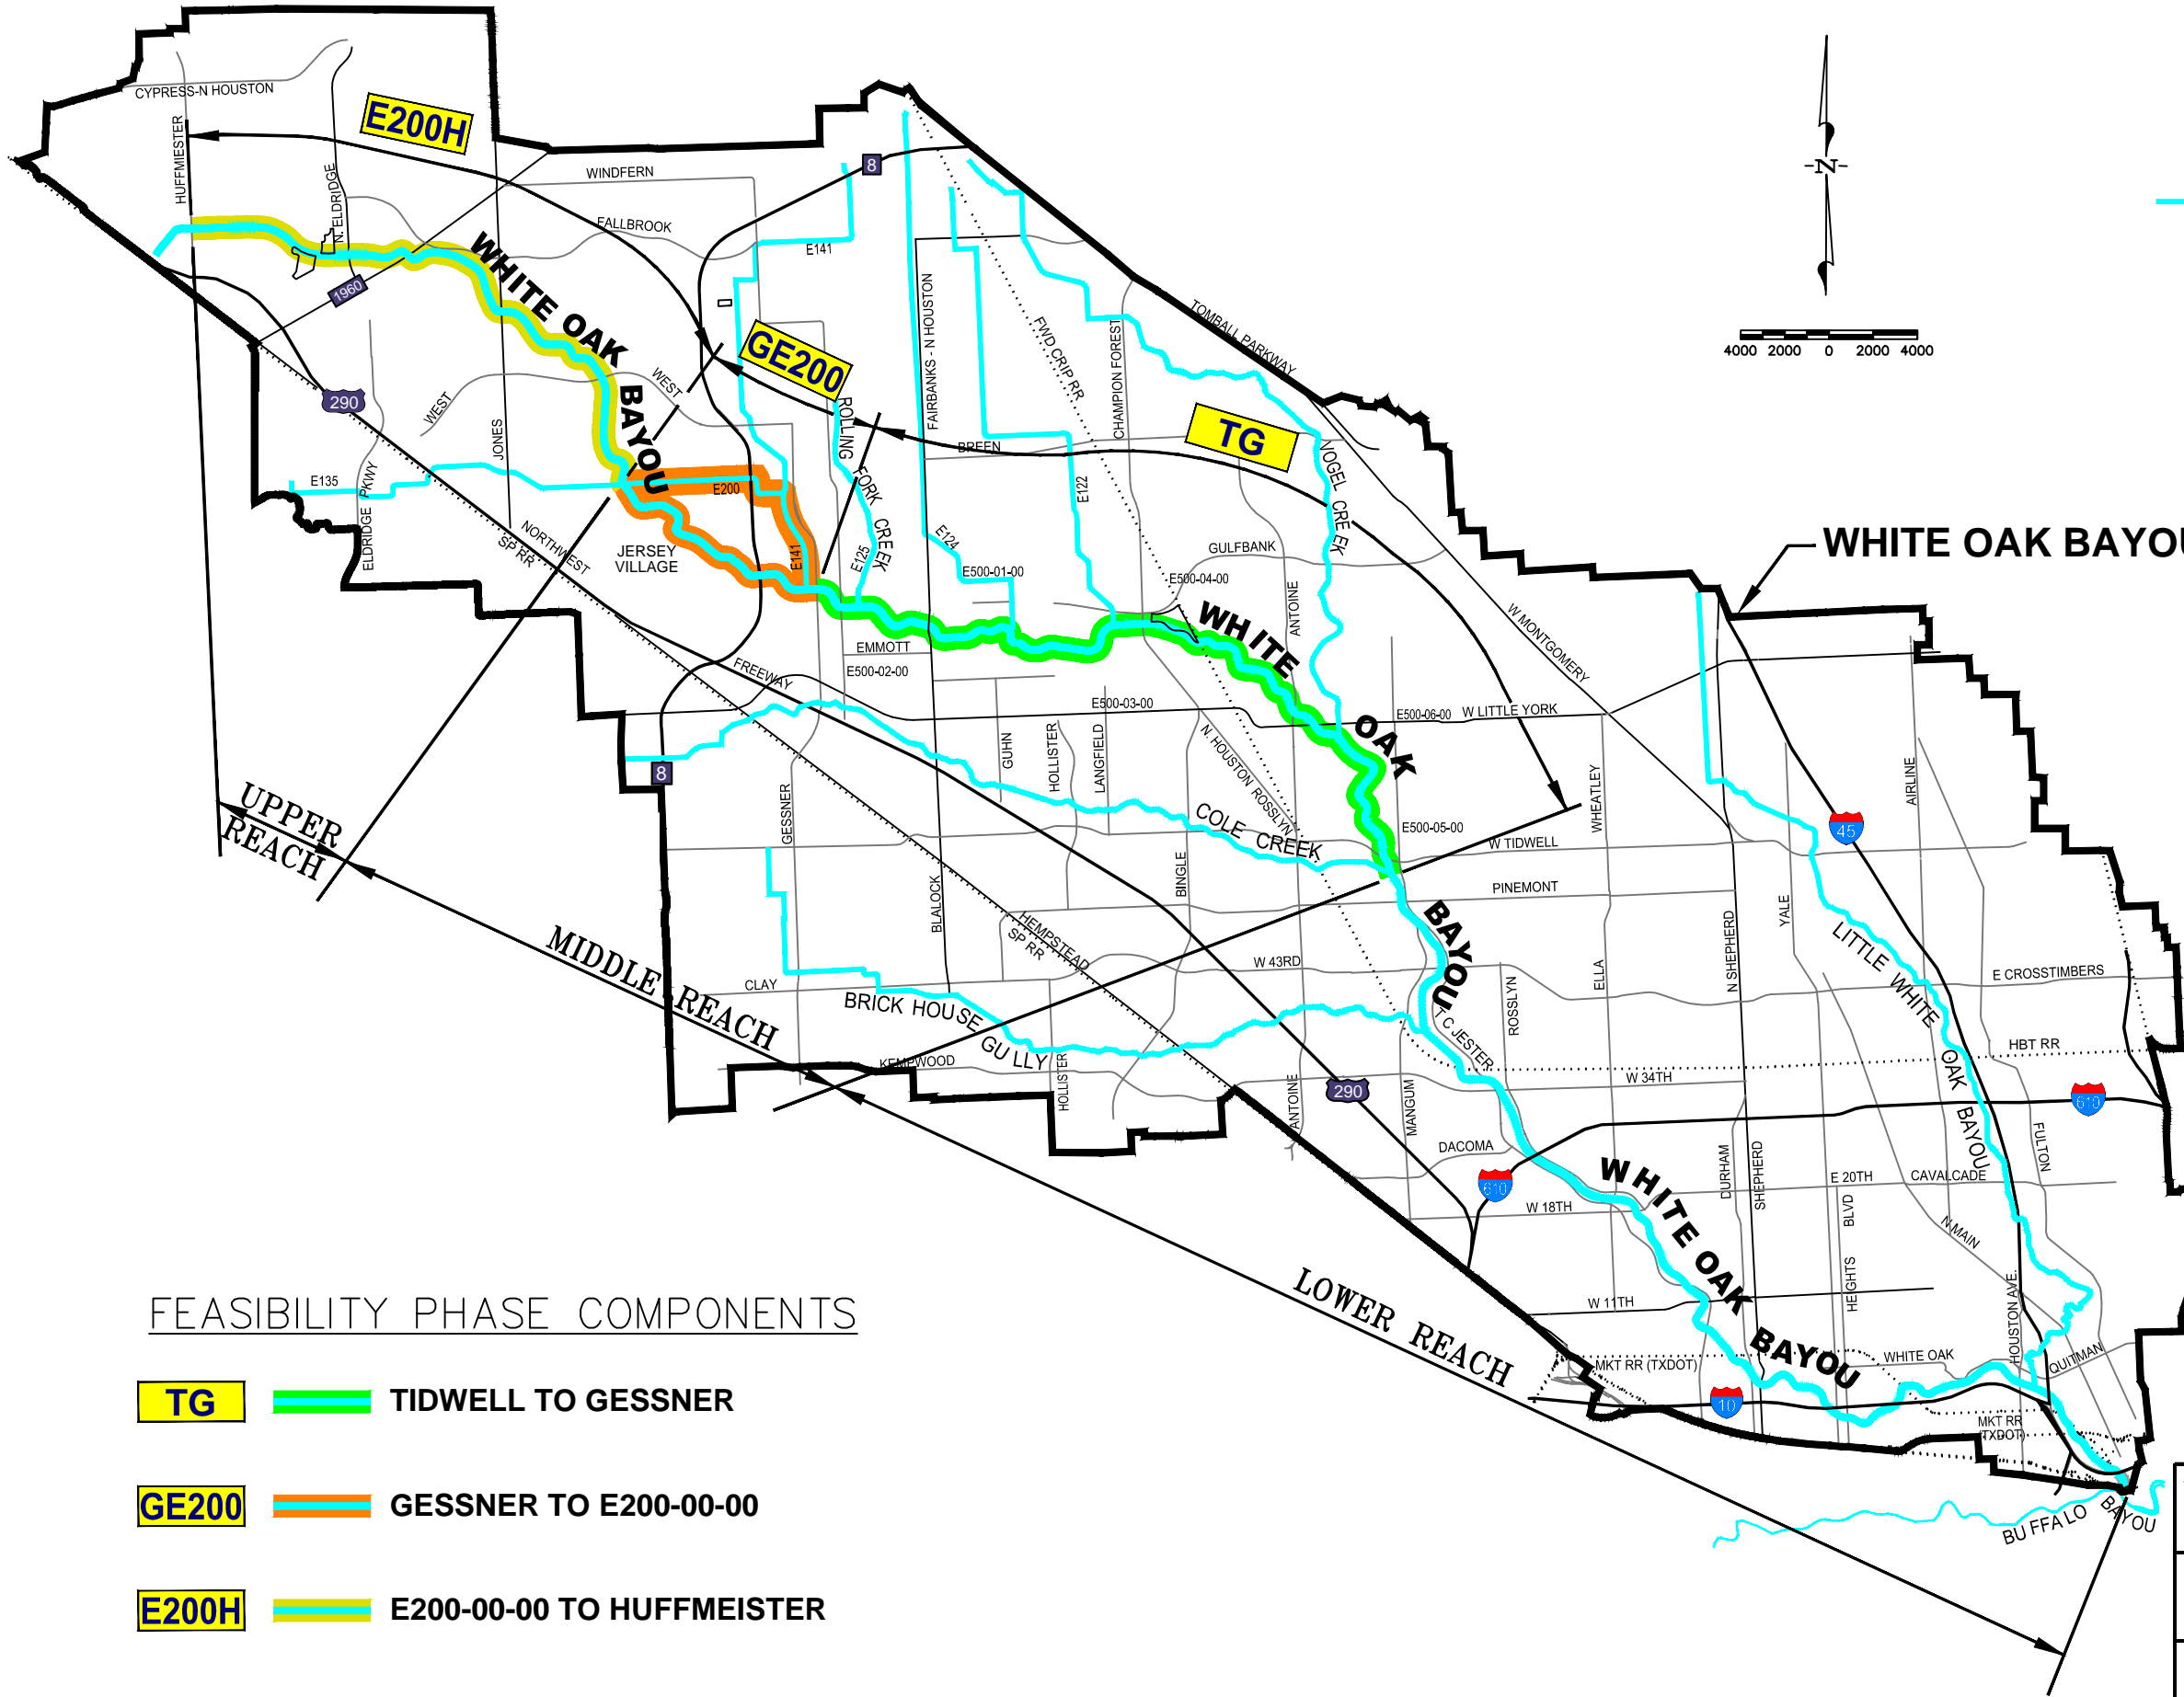 CYPRESS-N HOUSTON
E200H
HUFFMIESTER
N. ELDRIDGE
WINDFERN
8
FALLBROOK
E141
WHITE OAK BAYOU
1960
GE200
FAIRBANKS - N HOUSTON
FWD CRIP RR
CHAMPION FOREST
TOMBALL PARKWAY
-N-
4000 2000 0 2000 4000
290
WEST
WEST
JONES
ROLLING FORK CREEK
BREEN
TG
VOGEL CREEK
E135
ELDRIDGE PKWY
E200
E122
NORTHWEST
SP RR
JERSEY
VILLAGE
E141
E125
E124
E500-01-00
E500-04-00
GULFBANK
ANTOINE
W MONTGOMERY
WHITE OAK BAYOU
WHITE OAK BAYOU
EMMOTT
E500-02-00
FREEWAY
E500-03-00
E500-06-00
W LITTLE YORK
8
GUHN
HOLLISTER
LANGFIELD
N. HOUSTON ROSSLYN
WHEATLEY
AIRLINE
45
UPPER
REACH
GESSNER
COLE CREEK
E500-05-00
W TIDWELL
BINGLE
BLALOCK
PINEMONT
YALE
N SHEPHERD
LITTLE WHITE OAK BAYOU
HEMPSTEAD
SP RR
MIDDLE REACH
CLAY
W 43RD
ROSSLYN
ELLA
E CROSSTIMBERS
BRICK HOUSE GULLY
T C JESTER
KEMPWOOD
HOLLISTER
HBT RR
W 34TH
ANTOINE
290
MANGUM
610
DACOMA
FULTON
610
DURHAM
SHEPHERD
E 20TH
CAVALCADE
W 18TH
WHITE OAK BAYOU
BLVD
HEIGHTS
N MAIN
HOUSTON AVE.
LOWER REACH
W 11TH
QUITMAN
MKT RR (TXDOT)
WHITE OAK
10
MKT RR
(TXDOT)
BUFFALO BAYOU
FEASIBILITY PHASE COMPONENTS
TG TIDWELL TO GESSNER
GE200 GESSNER TO E200-00-00
E200H E200-00-00 TO HUFFMEISTER